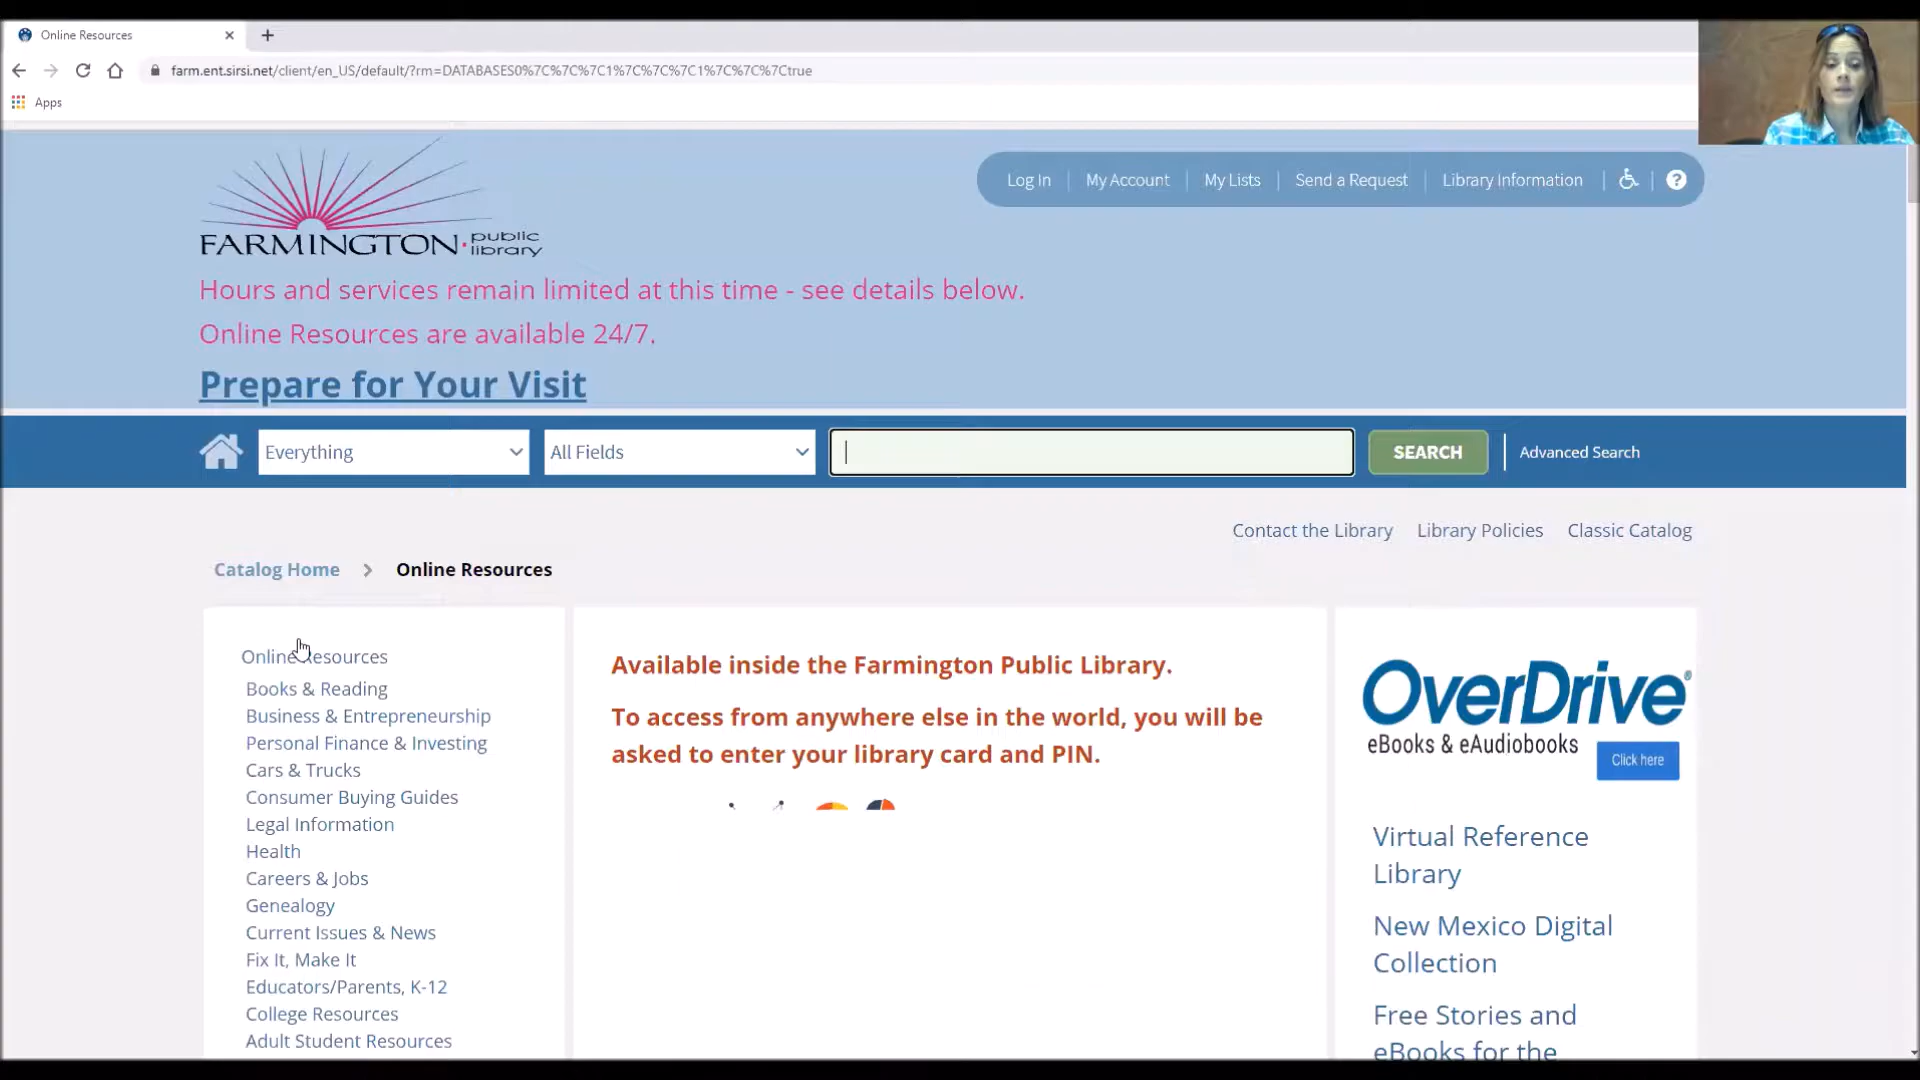 Online Resources
farm.ent.sirsi.net/client/en_US/default/?rm=DATABASES0%7C%7C%7C1%7C%7C%7C1%7C%7C%7Ctrue
Apps
Log In
My Account
My Lists
Send a Request
Library Information
?
FARMINGTON public library
Hours and services remain limited at this time - see details below.
Online Resources are available 24/7.
Prepare for Your Visit
Everything
All Fields
SEARCH
Advanced Search
Contact the Library
Library Policies
Classic Catalog
Catalog Home
Online Resources
Online Resources
Books & Reading
Business & Entrepreneurship
Personal Finance & Investing
Cars & Trucks
Consumer Buying Guides
Legal Information
Health
Careers & Jobs
Genealogy
Current Issues & News
Fix It, Make It
Educators/Parents, K-12
College Resources
Adult Student Resources
Available inside the Farmington Public Library.
To access from anywhere else in the world, you will be
asked to enter your library card and PIN.
OverDrive®
eBooks & eAudiobooks
Click here
Virtual Reference
Library
New Mexico Digital
Collection
Free Stories and
eBooks for the